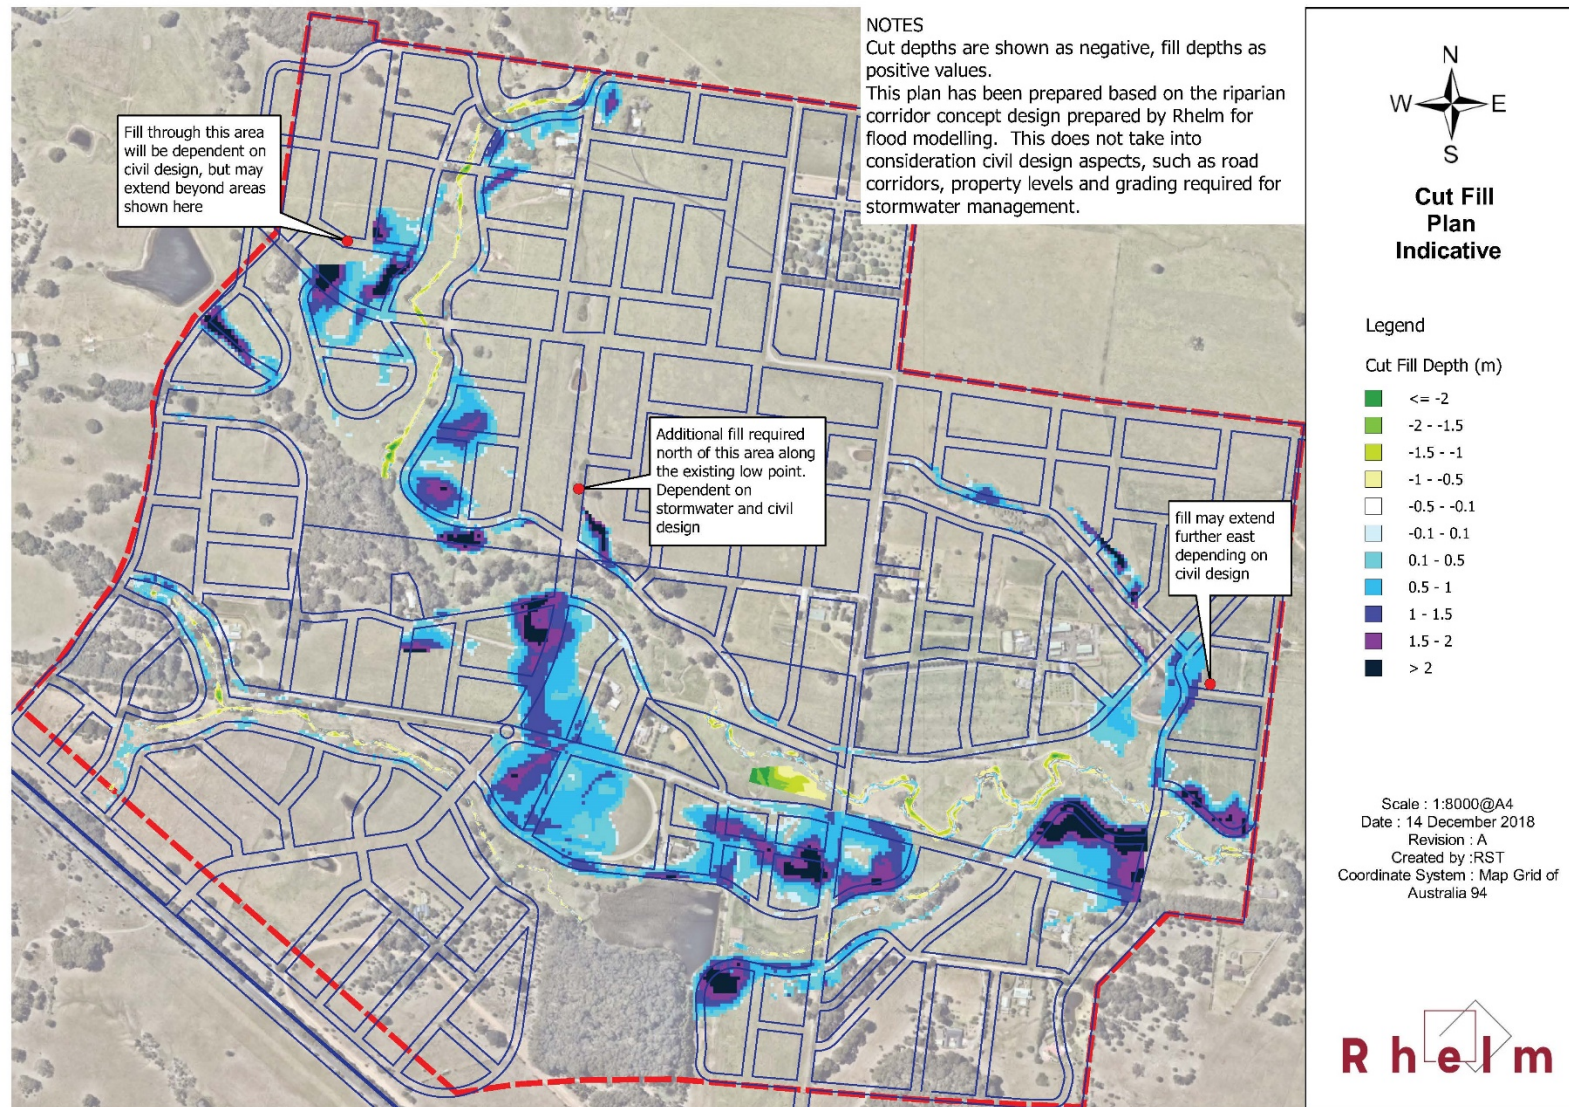 NOTES
Cut depths are shown as negative, fill depths as
positive values.
This plan has been prepared based on the riparian
corridor concept design prepared by Rhelm for
flood modelling.  This does not take into
consideration civil design aspects, such as road
corridors, property levels and grading required for
stormwater management.
Fill through this area
will be dependent on
civil design, but may
extend beyond areas
shown here
Additional fill required
north of this area along
the existing low point.
Dependent on
stormwater and civil
design
fill may extend
further east
depending on
civil design
N
W
E
S
Cut Fill
Plan
Indicative
Legend
Cut Fill Depth (m)
<= -2
-2 - -1.5
-1.5 - -1
-1 - -0.5
-0.5 - -0.1
-0.1 - 0.1
0.1 - 0.5
0.5 - 1
1 - 1.5
1.5 - 2
> 2
Scale : 1:8000@A4
Date : 14 December 2018
Revision : A
Created by :RST
Coordinate System : Map Grid of
Australia 94
Rhelm